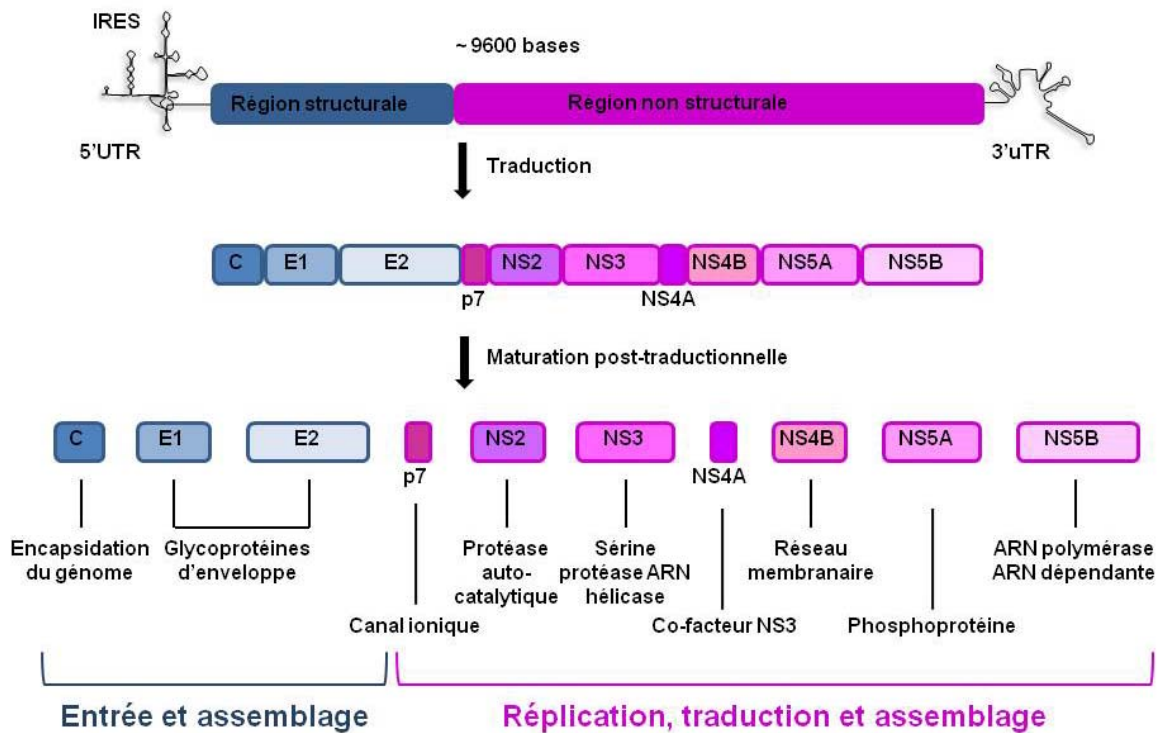 IRES
~ 9600 bases
Région structurale
Région non structurale
5'UTR
3'uTR
Traduction
C
E1
E2
NS2
NS3
NS4B
NS5A
NS5B
p7
NS4A
Maturation post-traductionnelle
C
E1
E2
NS2
NS3
NS4B
NS5A
NS5B
p7
NS4A
Encapsidation
du génome
Glycoprotéines
d'enveloppe
Protéase
auto-
catalytique
Sérine
protéase ARN
hélicase
Réseau
membranaire
ARN polymérase
ARN dépendante
Canal ionique
Co-facteur NS3
Phosphoprotéine
Entrée et assemblage
Réplication, traduction et assemblage